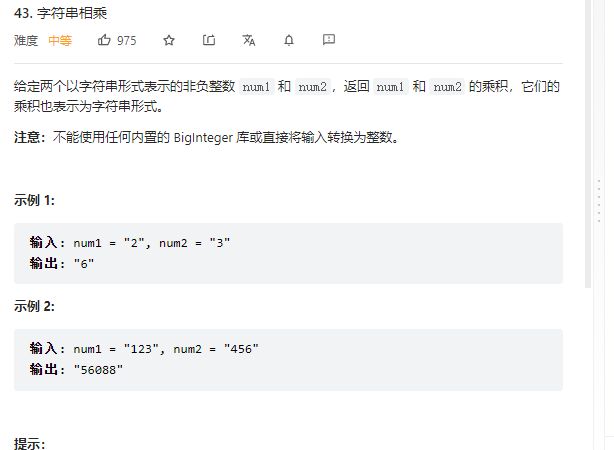 43. 字符串相乘
难度 中等 975
给定两个以字符串形式表示的非负整数 num1 和 num2，返回 num1 和 num2 的乘积，它们的
乘积也表示为字符串形式。
注意：不能使用任何内置的 BigInteger 库或直接将输入转换为整数。
示例 1:
输入: num1 = "2", num2 = "3"
输出: "6"
示例 2:
输入: num1 = "123", num2 = "456"
输出: "56088"
提示：